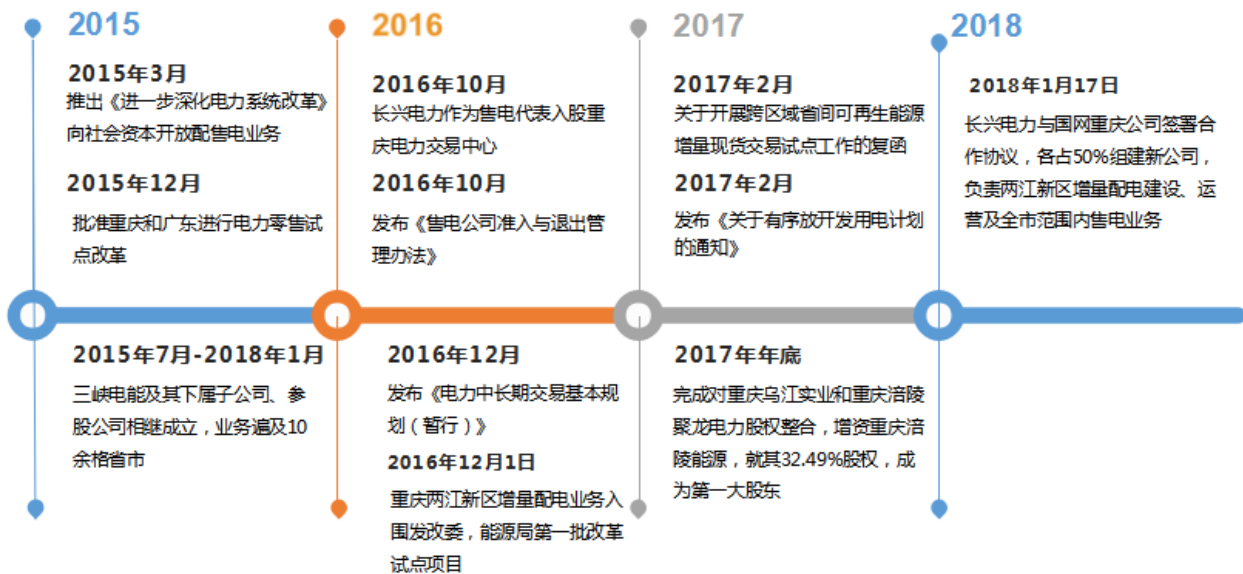 2015
2015年3月
推出《进一步深化电力系统改革》
向社会资本开放配售电业务
2015年12月
批准重庆和广东进行电力零售试
点改革
2015年7月-2018年1月
三峡电能及其下属子公司、参
股公司相继成立，业务遍及10
余格省市
2016
2016年10月
长兴电力作为售电代表入股重
庆电力交易中心
2016年10月
发布《售电公司准入与退出管
理办法》
2016年12月
发布《电力中长期交易基本规
划（暂行）》
2016年12月1日
重庆两江新区增量配电业务入
围发改委，能源局第一批改革
试点项目
2017
2017年2月
关于开展跨区域省间可再生能源
增量现货交易试点工作的复函
2017年2月
发布《关于有序放开发用电计划
的通知》
2017年年底
完成对重庆乌江实业和重庆涪陵
聚龙电力股权整合，增资重庆涪
陵能源，就其32.49%股权，成
为第一大股东
2018
2018年1月17日
长兴电力与国网重庆公司签署合
作协议，各占50%组建新公司，
负责两江新区增量配电建设、运
营及全市范围内售电业务